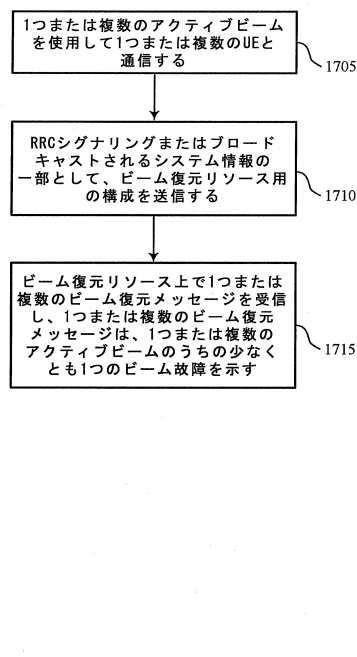 1つまたは複数のアクティブビーム
を使用して1つまたは複数のUEと
通信する
1705
RRCシグナリングまたはブロード
キャストされるシステム情報の
一部として、ビーム復元リソース用
の構成を送信する
1710
ビーム復元リソース上で1つまたは
複数のビーム復元メッセージを受信
し、1つまたは複数のビーム復元
メッセージは、1つまたは複数の
アクティブビームのうちの少なく
とも1つのビーム故障を示す
1715